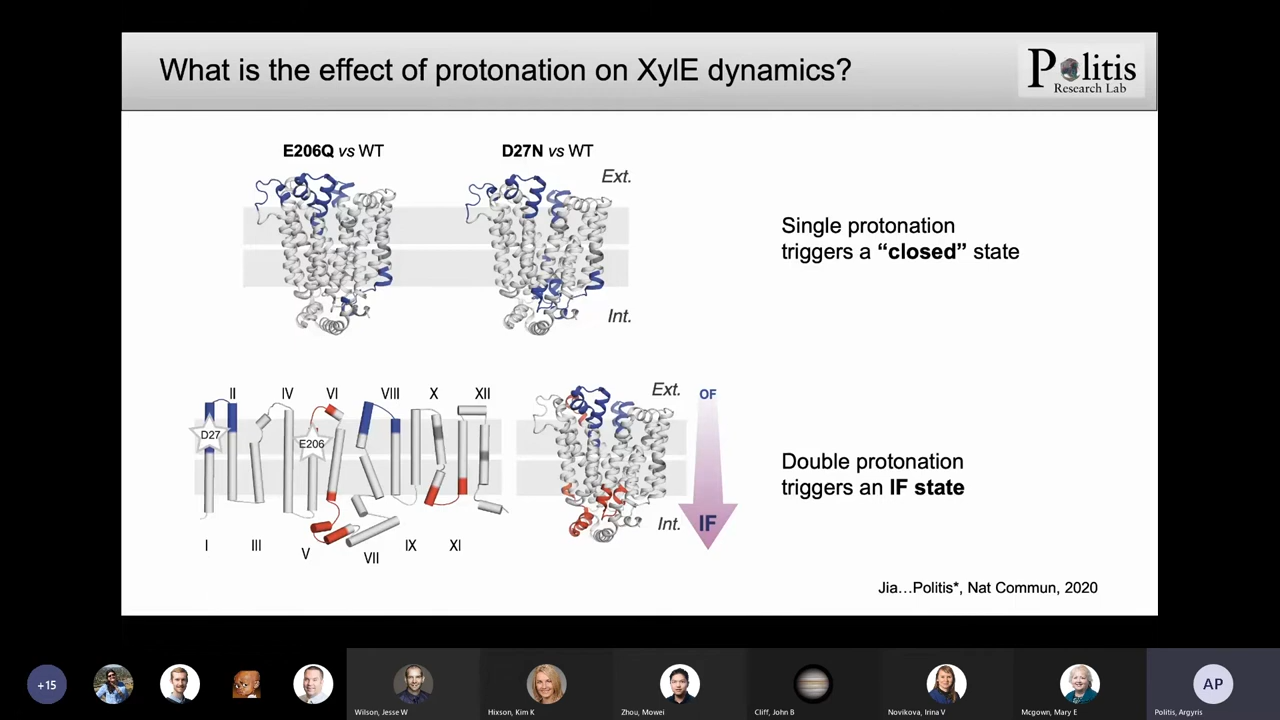 What is the effect of protonation on XylE dynamics?
Politis
Research Lab
E206Q vs WT
D27N vs WT
Ext.
Int.
Single protonation
triggers a “closed” state
II
IV
VI
VIII
X
XII
D27
E206
I
III
V
VII
IX
XI
Ext.
Int.
OF
IF
Double protonation
triggers an IF state
Jia…Politis*, Nat Commun, 2020
+15
Wilson, Jesse W
Hixson, Kim K
Zhou, Mowei
Cliff, John B
Novikova, Irina V
Mcgown, Mary E
AP
Politis, Argyris